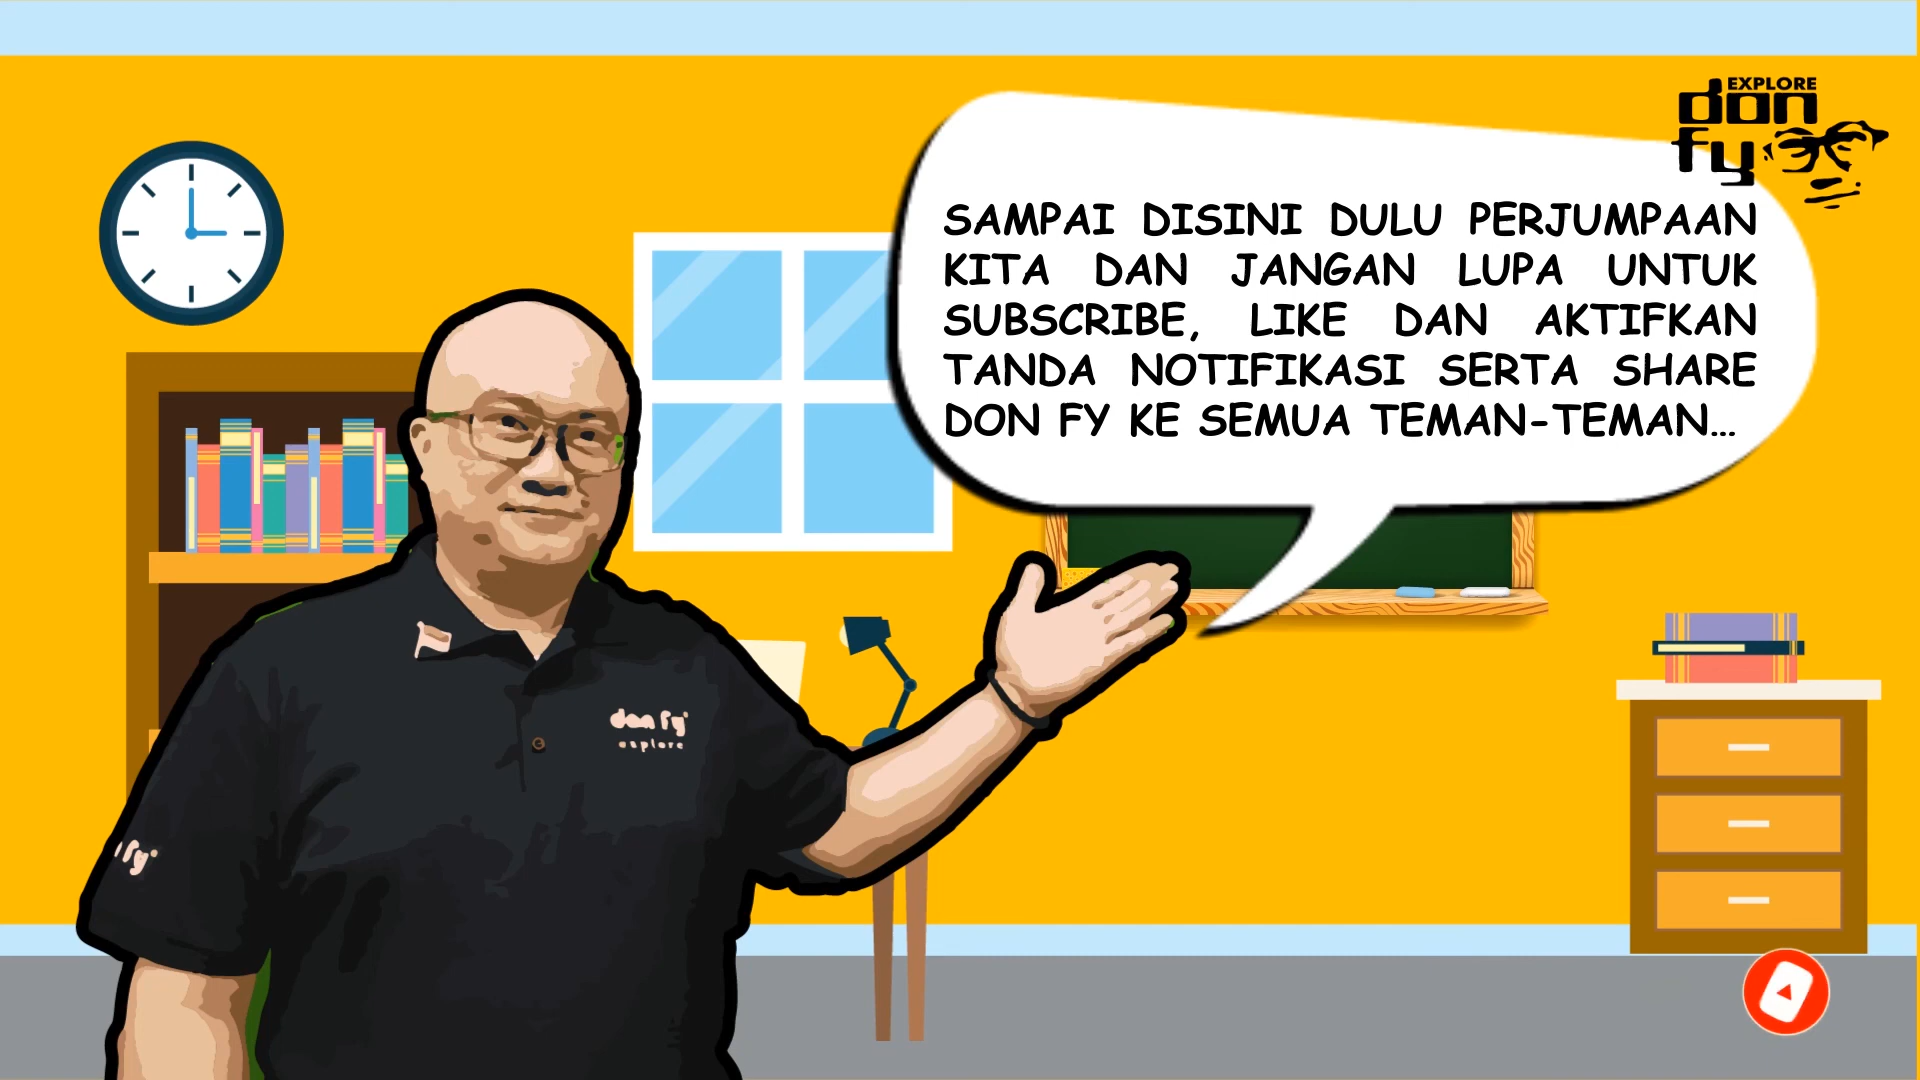 EXPLORE
don
fy
SAMPAI DISINI DULU PERJUMPAAN
KITA DAN JANGAN LUPA UNTUK
SUBSCRIBE, LIKE DAN AKTIFKAN
TANDA NOTIFIKASI SERTA SHARE
DON FY KE SEMUA TEMAN-TEMAN...
don fy
explore
fy